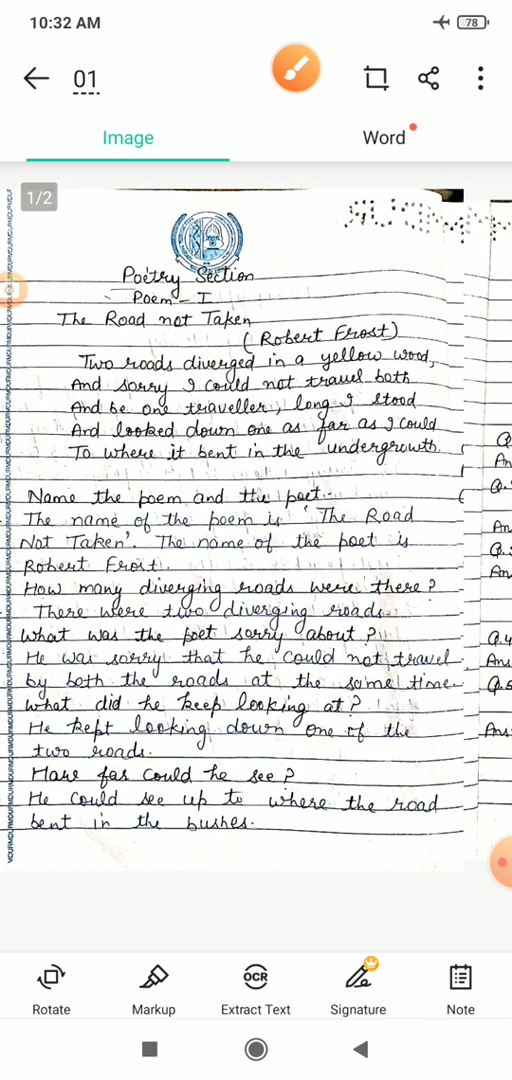 10:32 AM
78
01
Image
Word
1/2
Poetry Section
Poem - I
The Road not Taken
(Robert Frost)
Two roads diverged in a yellow wood,
And sorry I could not travel both
And be one traveller, long I stood
And looked down one as far as I could
To where it bent in the undergrowth.
Name the poem and the poet.
The name of the poem is 'The Road
Not Taken'. The name of the poet is
Robert Frost.
How many diverging roads were there?
There were two diverging roads.
What was the poet sorry about?
He was sorry that he could not travel
by both the roads at the same time
What did he keep looking at?
He kept looking down one of the
two roads.
How far could he see?
He could see up to where the road
bent in the bushes.
Q.
An
Q.
An
Q.
An
Q.4
Ans
Q.5
Ans:
Rotate
Markup
OCR
Extract Text
Signature
Note